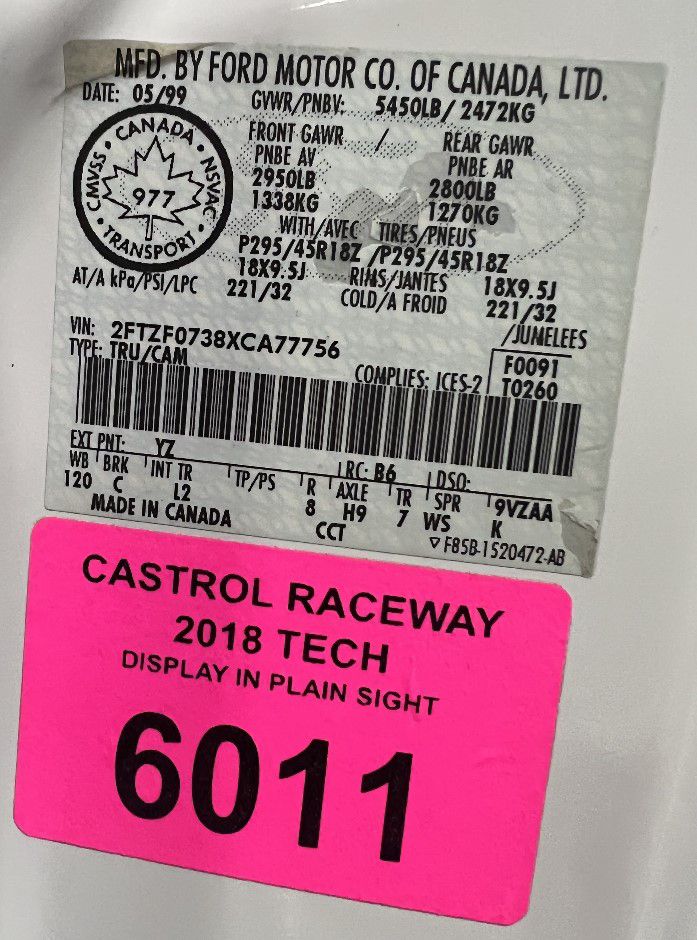 MFD. BY FORD MOTOR CO. OF CANADA, LTD.
DATE: 05/99 GVWR/PNBV: 5450LB/ 2472KG
FRONT GAWR / REAR GAWR
PNBE AV PNBE AR
2950LB 2800LB
1338KG 1270KG
WITH/AVEC TIRES/PNEUS
P295/45R18Z /P295/45R18Z
18X9.5J RIMS/JANTES 18X9.5J
AT/A kPa/PSI/LPC 221/32 COLD/A FROID 221/32
CANADA
CMVSS • NSVAC
977
TRANSPORT
/JUMELEES
VIN: 2FTZF0738XCA77756
TYPE: TRU/CAM
COMPLIES: ICES-2 F0091
T0260
EXT PNT: YZ RC: B6 DSO:
WB BRK INT TR TP/PS R AXLE TR SPR 9VZAA
120 C L2 8 H9 7 WS K
MADE IN CANADA CCT ▽ F85B-1520472-AB
CASTROL RACEWAY
2018 TECH
DISPLAY IN PLAIN SIGHT
6011